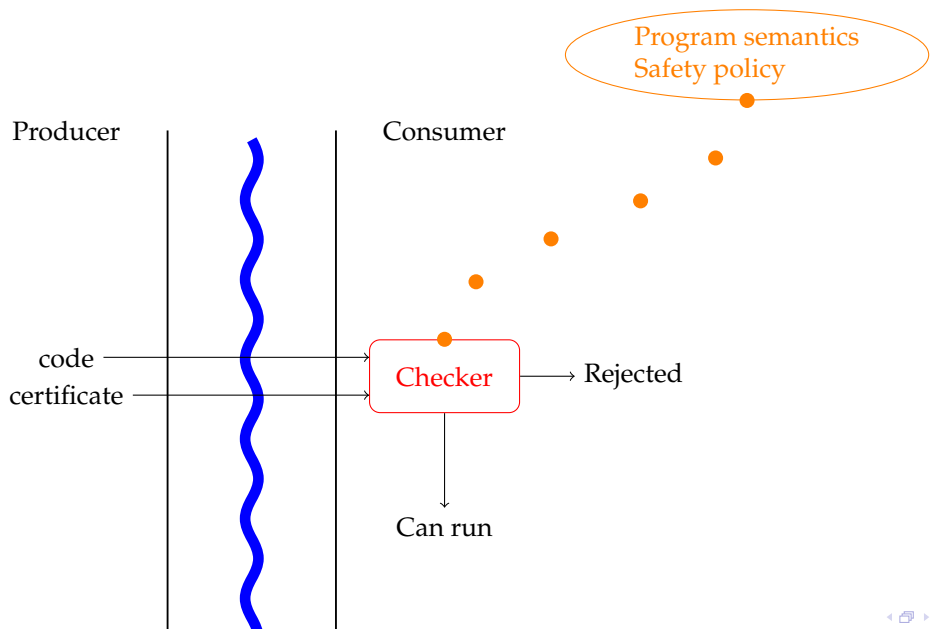 Program semantics
Safety policy
Producer
Consumer
code
certificate
Checker
Rejected
Can run